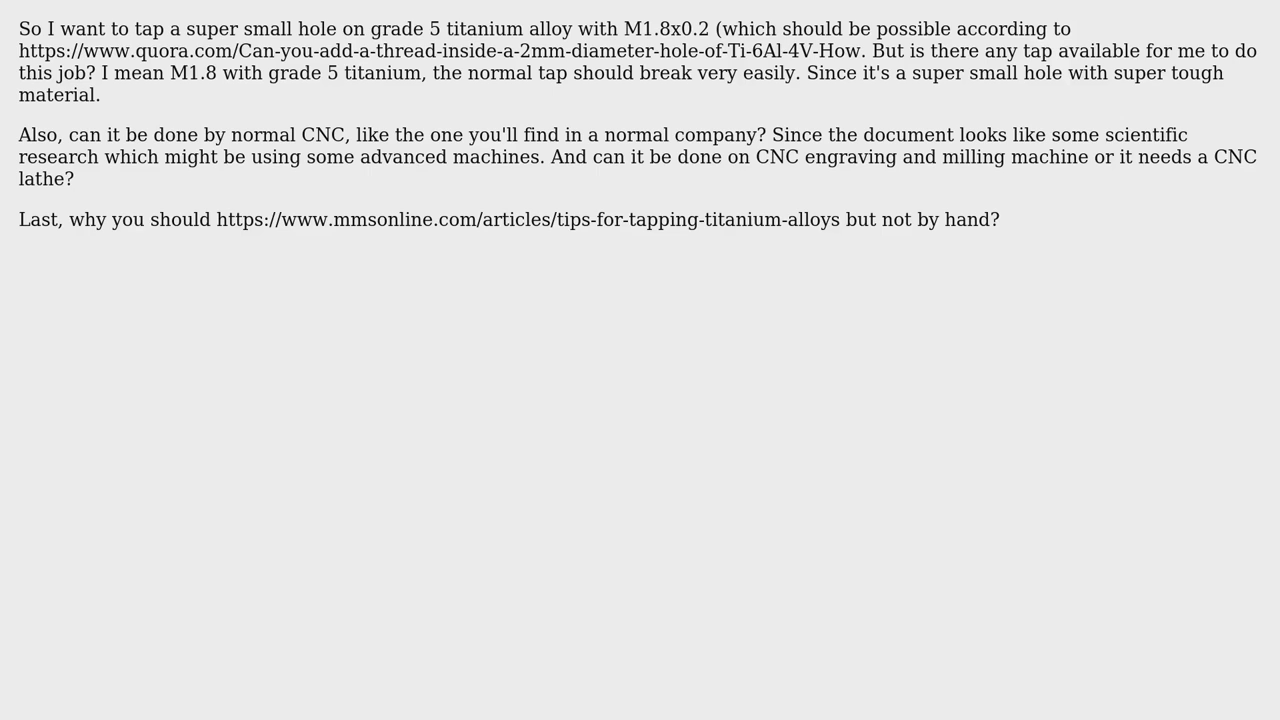 So I want to tap a super small hole on grade 5 titanium alloy with M1.8x0.2 (which should be possible according to
https://www.quora.com/Can-you-add-a-thread-inside-a-2mm-diameter-hole-of-Ti-6Al-4V-How. But is there any tap available for me to do
this job? I mean M1.8 with grade 5 titanium, the normal tap should break very easily. Since it's a super small hole with super tough
material.
Also, can it be done by normal CNC, like the one you'll find in a normal company? Since the document looks like some scientific
research which might be using some advanced machines. And can it be done on CNC engraving and milling machine or it needs a CNC
lathe?
Last, why you should https://www.mmsonline.com/articles/tips-for-tapping-titanium-alloys but not by hand?